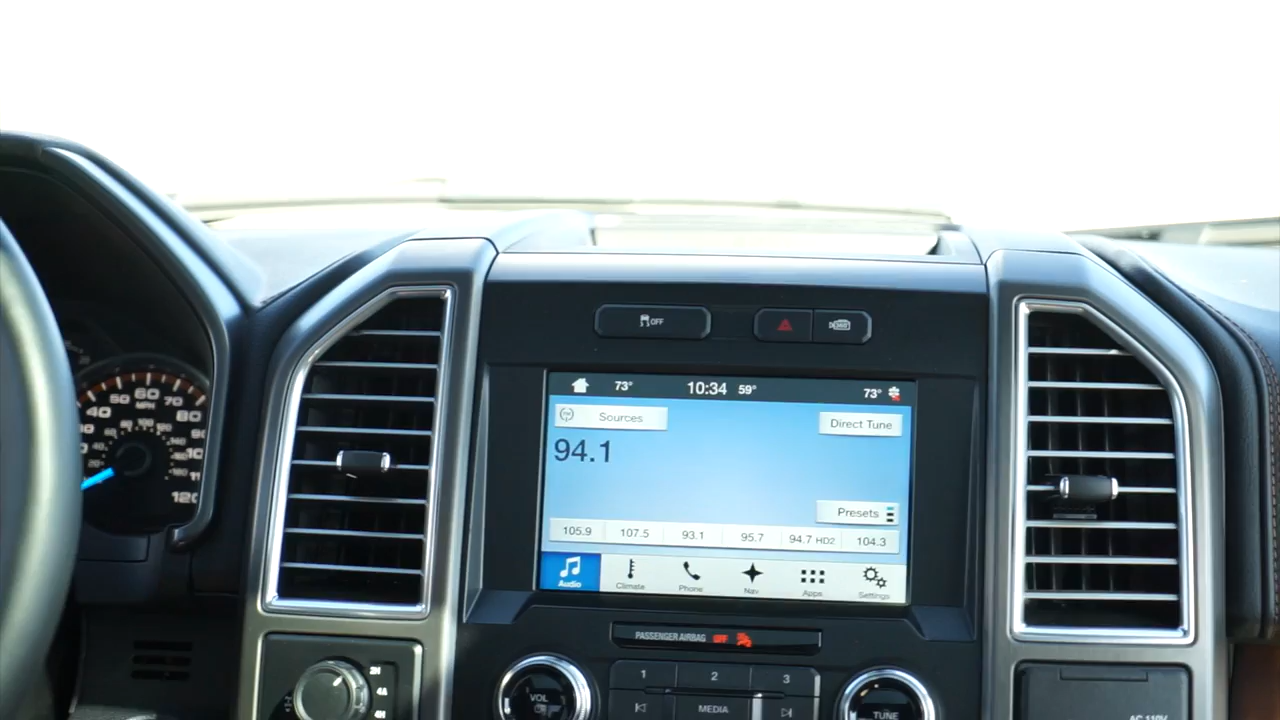 OFF
73°
10:34
59°
73°
Sources
Direct Tune
94.1
Presets
105.9
107.5
93.1
95.7
94.7 HD2
104.3
Audio
Climate
Phone
Nav
Apps
Settings
PASSENGER AIRBAG OFF
1
2
3
VOL
MEDIA
TUNE
2H
4A
4H
AC 110V
40
50
60
70
80
MPH
120